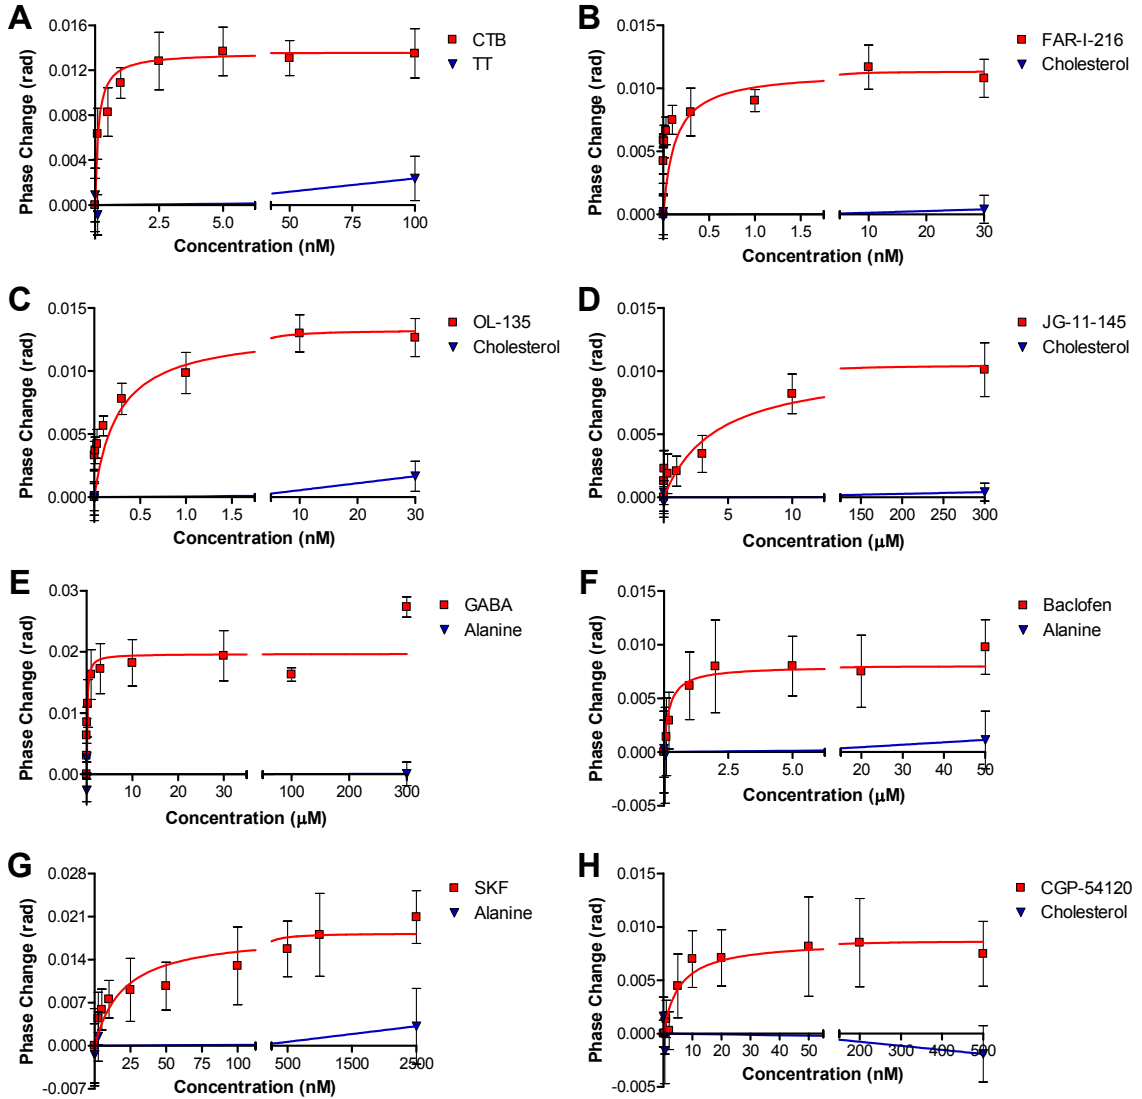 A
Phase Change (rad)
0.016
0.012
0.008
0.004
0.000
2.5 5.0 50 75 100
Concentration (nM)
CTB
TT
B
Phase Change (rad)
0.015
0.010
0.005
0.000
0.5 1.0 1.5 10 20 30
Concentration (nM)
FAR-I-216
Cholesterol
C
Phase Change (rad)
0.015
0.010
0.005
0.000
0.5 1.0 1.5 10 20 30
Concentration (nM)
OL-135
Cholesterol
D
Phase Change (rad)
0.015
0.010
0.005
0.000
5 10 150 200 250 300
Concentration (µM)
JG-11-145
Cholesterol
E
Phase Change (rad)
0.03
0.02
0.01
0.00
10 20 30 100 200 300
Concentration (µM)
GABA
Alanine
F
Phase Change (rad)
0.015
0.010
0.005
0.000
-0.005
2.5 5.0 20 30 40 50
Concentration (µM)
Baclofen
Alanine
G
Phase Change (rad)
0.028
0.021
0.014
0.007
0.000
-0.007
25 50 75 100 500 1500 2500
Concentration (nM)
SKF
Alanine
H
Phase Change (rad)
0.015
0.010
0.005
0.000
-0.005
10 20 30 40 50 200 300 400 500
Concentration (nM)
CGP-54120
Cholesterol